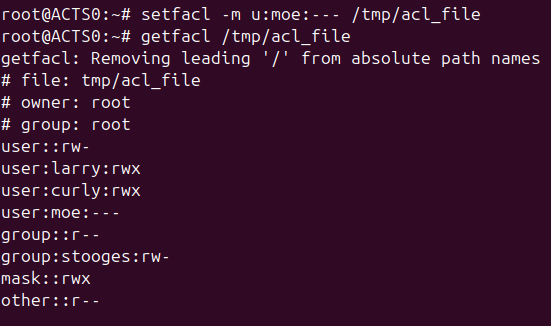 root@ACTS0:~# setfacl -m u:moe:--- /tmp/acl_file
root@ACTS0:~# getfacl /tmp/acl_file
getfacl: Removing leading '/' from absolute path names
# file: tmp/acl_file
# owner: root
# group: root
user::rw-
user:larry:rwx
user:curly:rwx
user:moe:---
group::r--
group:stooges:rw-
mask::rwx
other::r--